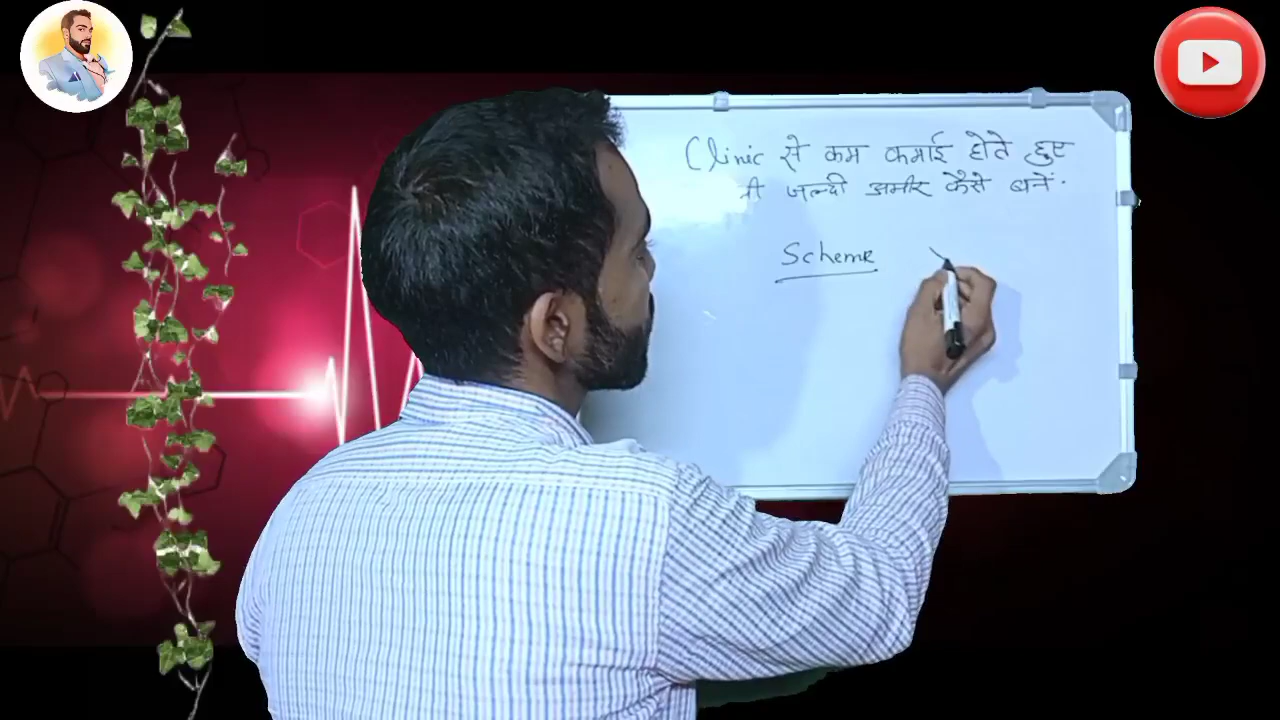 Clinic से कम कमाई होते हुए
भी जल्दी अमीर कैसे बनें.
Scheme